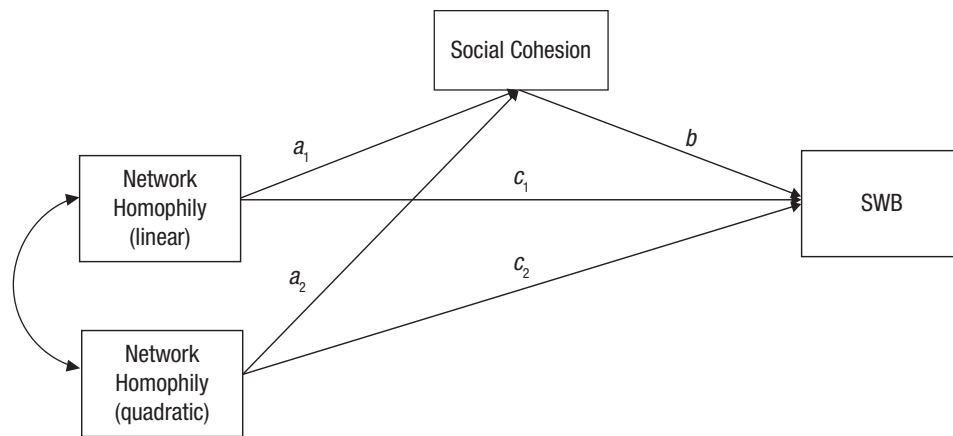 Social Cohesion
a1
b
Network
Homophily
(linear)
c1
SWB
a2
c2
Network
Homophily
(quadratic)